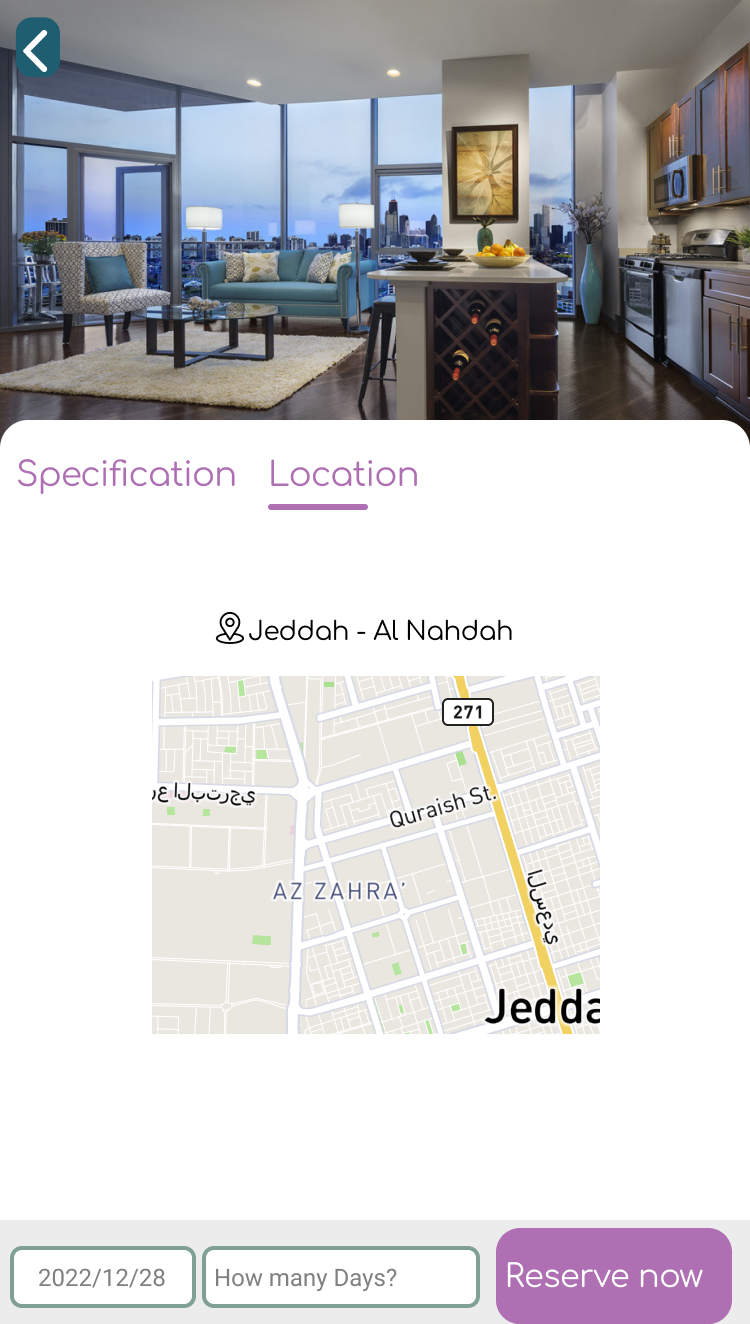 Specification Location
Jeddah - Al Nahdah
271
Quraish St.
البترجي
AZ ZAHRA'
السعدي
Jedda
2022/12/28
How many Days?
Reserve now